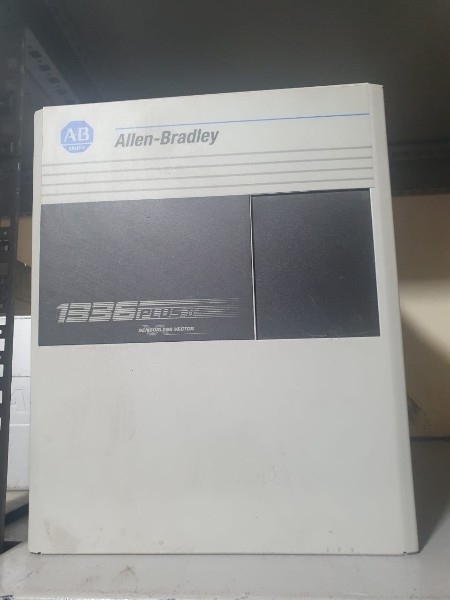 AB
Allen-Bradley
1336 PLUS II
SENSORLESS VECTOR